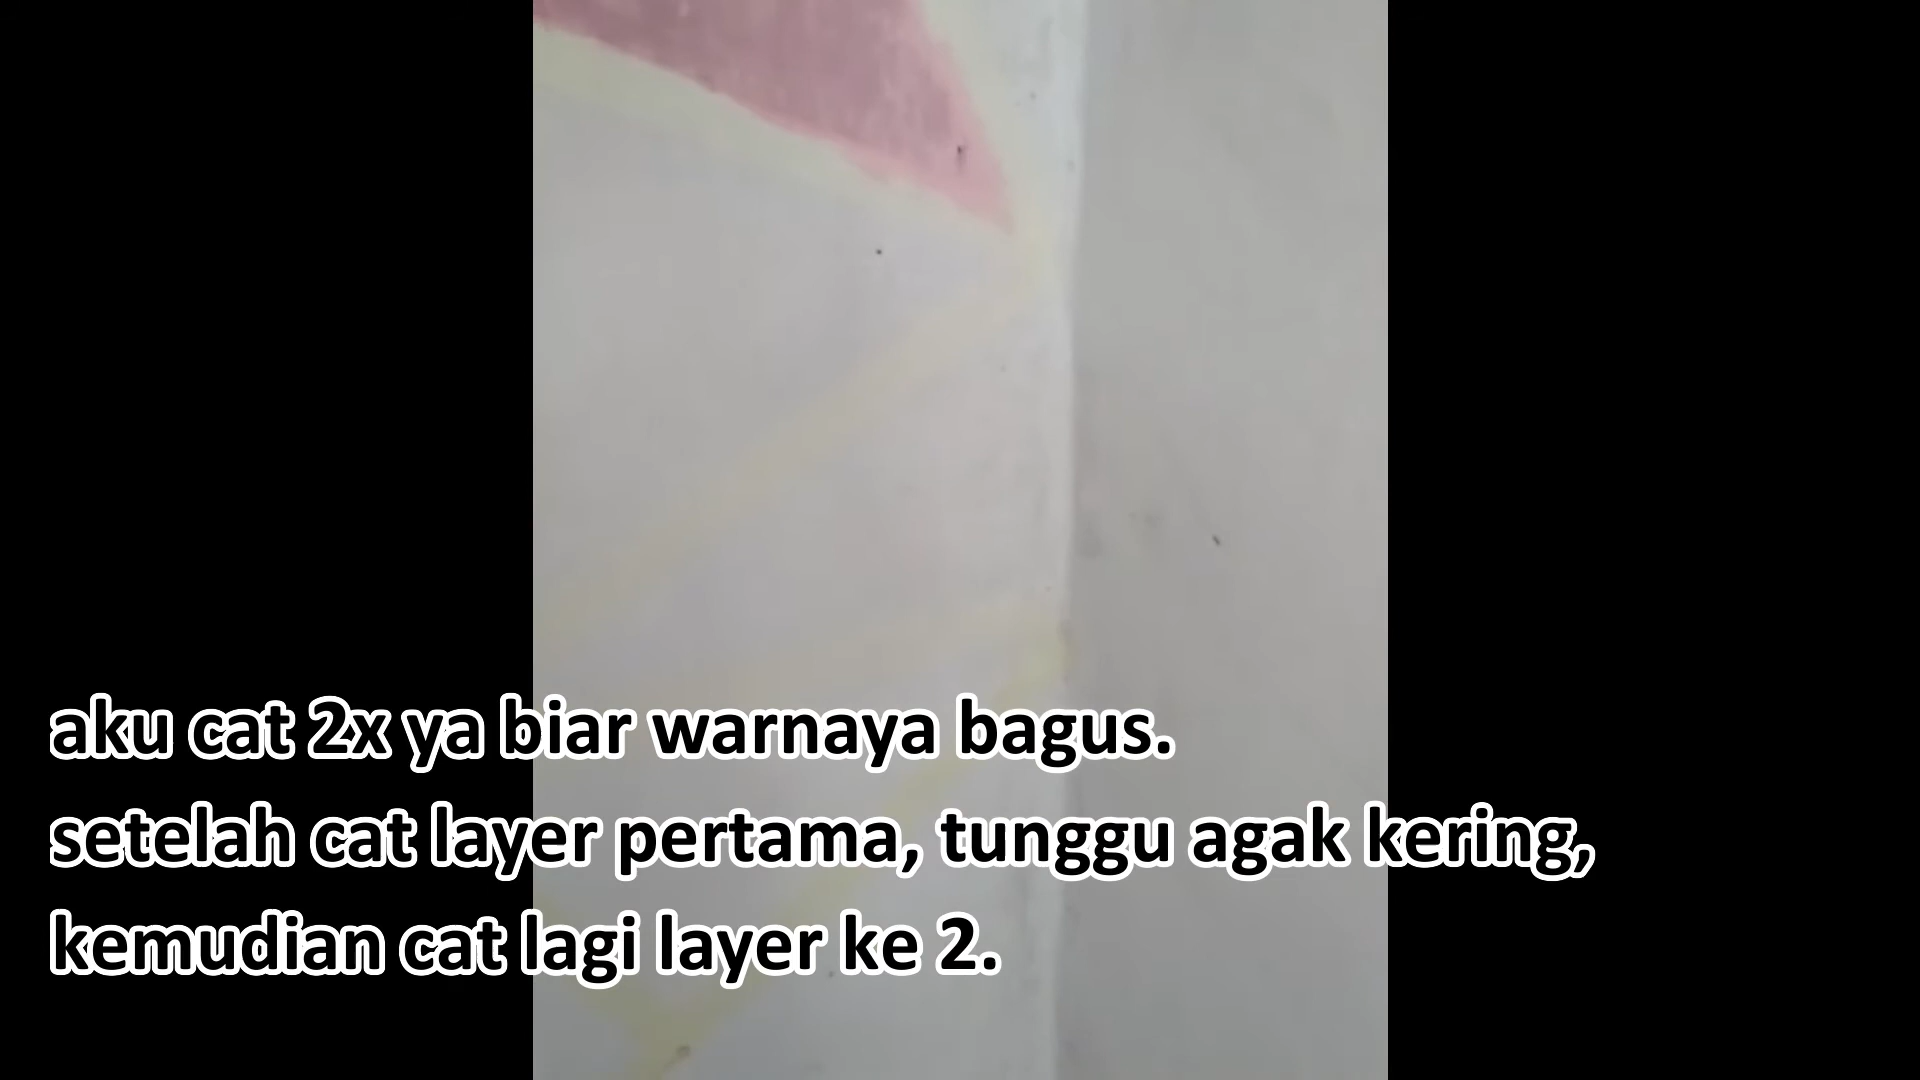 aku cat 2x ya biar warnaya bagus.
setelah cat layer pertama, tunggu agak kering,
kemudian cat lagi layer ke 2.